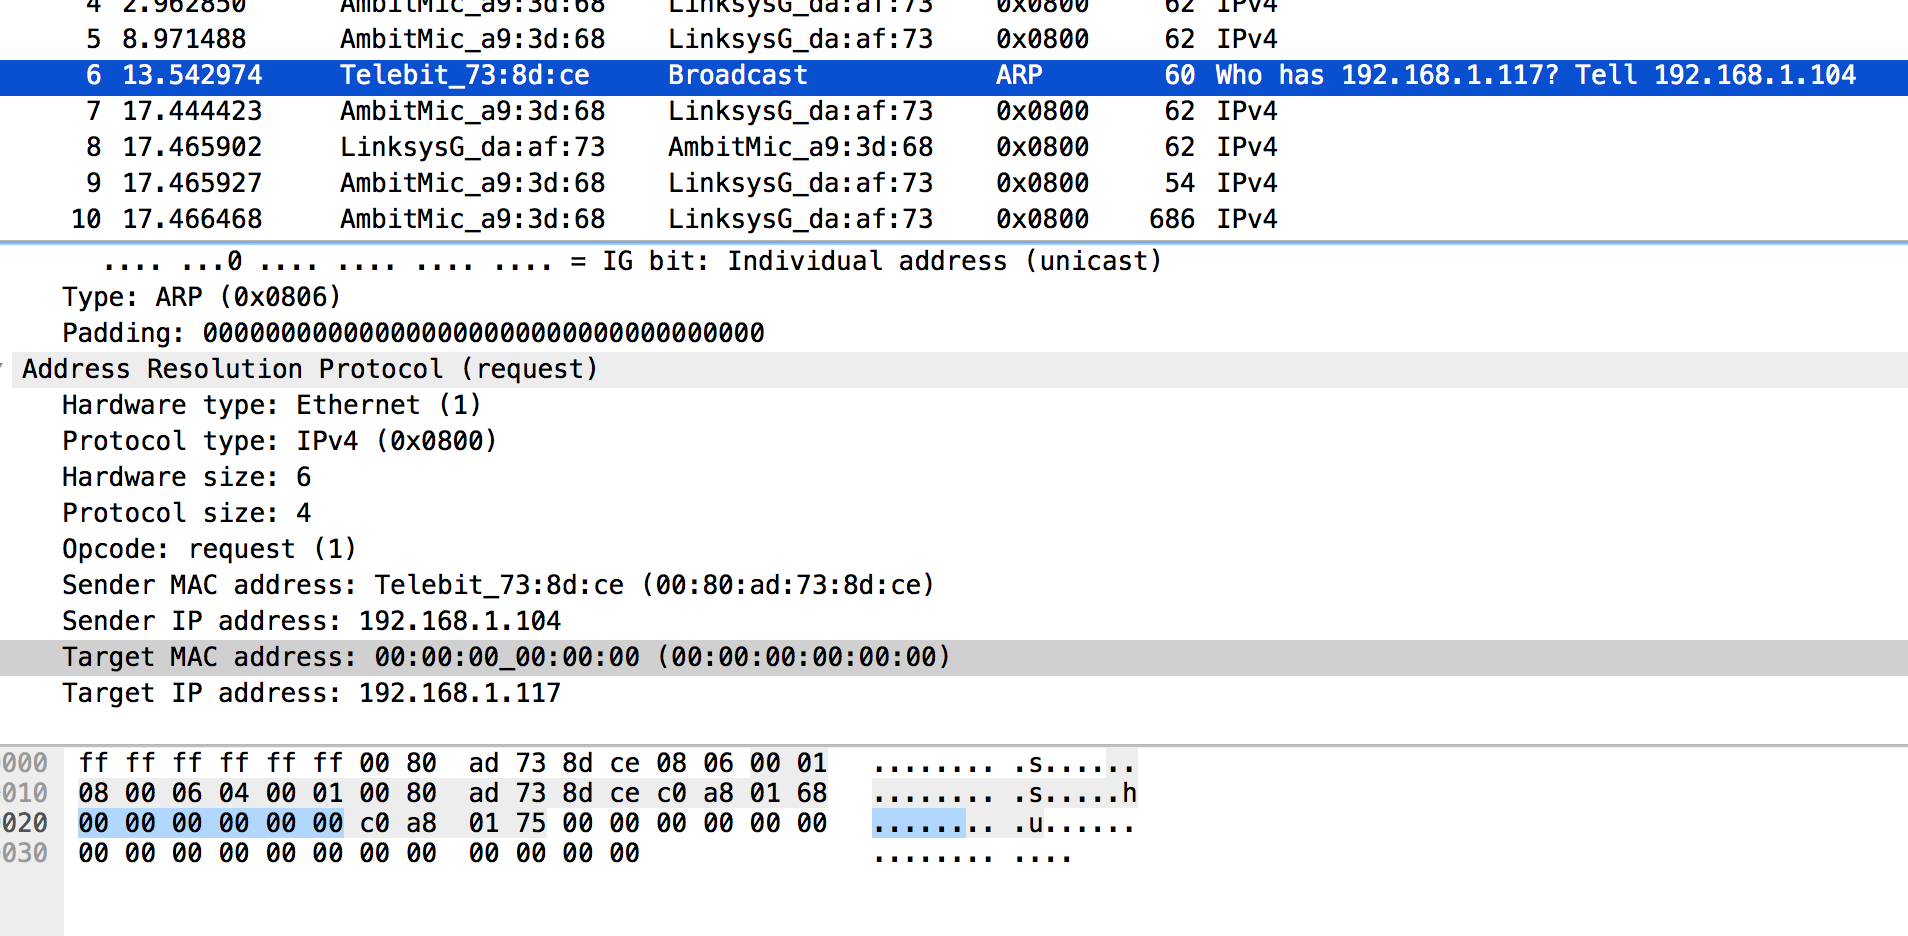 4 2.962850 AmbitMic_a9:3d:68 LinksysG_da:af:73 0x0800 62 IPv4
5 8.971488 AmbitMic_a9:3d:68 LinksysG_da:af:73 0x0800 62 IPv4
6 13.542974 Telebit_73:8d:ce Broadcast ARP 60 Who has 192.168.1.117? Tell 192.168.1.104
7 17.444423 AmbitMic_a9:3d:68 LinksysG_da:af:73 0x0800 62 IPv4
8 17.465902 LinksysG_da:af:73 AmbitMic_a9:3d:68 0x0800 62 IPv4
9 17.465927 AmbitMic_a9:3d:68 LinksysG_da:af:73 0x0800 54 IPv4
10 17.466468 AmbitMic_a9:3d:68 LinksysG_da:af:73 0x0800 686 IPv4
.... ...0 .... .... .... .... = IG bit: Individual address (unicast)
Type: ARP (0x0806)
Padding: 000000000000000000000000000000000000
Address Resolution Protocol (request)
Hardware type: Ethernet (1)
Protocol type: IPv4 (0x0800)
Hardware size: 6
Protocol size: 4
Opcode: request (1)
Sender MAC address: Telebit_73:8d:ce (00:80:ad:73:8d:ce)
Sender IP address: 192.168.1.104
Target MAC address: 00:00:00_00:00:00 (00:00:00:00:00:00)
Target IP address: 192.168.1.117
000 ff ff ff ff ff ff 00 80 ad 73 8d ce 08 06 00 01 ........ .s......
010 08 00 06 04 00 01 00 80 ad 73 8d ce c0 a8 01 68 ........ .s.....h
020 00 00 00 00 00 00 c0 a8 01 75 00 00 00 00 00 00 ........ .u......
030 00 00 00 00 00 00 00 00 00 00 00 00 ........ ....